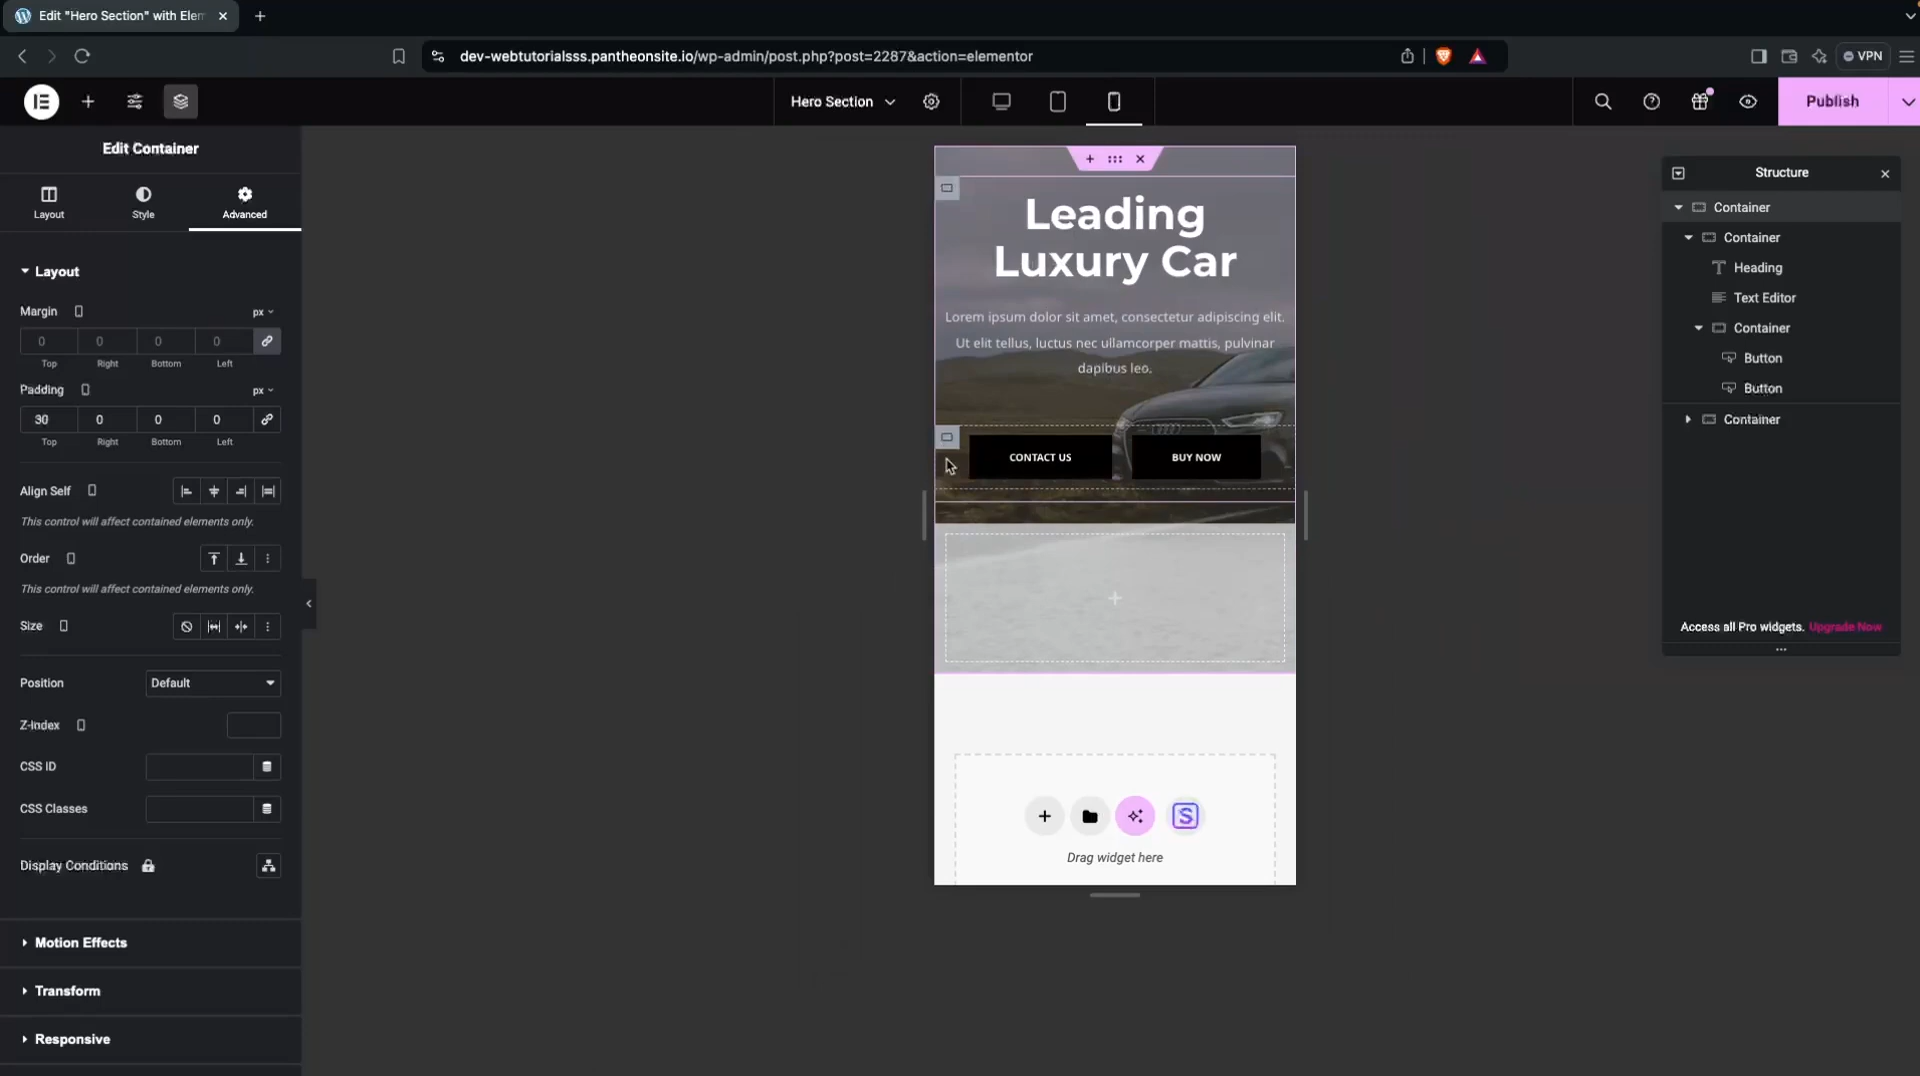 Edit "Hero Section" with Elem
dev-webtutorialsss.pantheonsite.io/wp-admin/post.php?post=2287&action=elementor
VPN
Hero Section
Publish
Edit Container
Layout
Style
Advanced
Layout
Margin
px
0
0
0
0
Top
Right
Bottom
Left
Padding
px
30
0
0
0
Top
Right
Bottom
Left
Align Self
This control will affect contained elements only.
Order
This control will affect contained elements only.
Size
Position
Default
Z-Index
CSS ID
CSS Classes
Display Conditions
Motion Effects
Transform
Responsive
Leading
Luxury Car
Lorem ipsum dolor sit amet, consectetur adipiscing elit.
Ut elit tellus, luctus nec ullamcorper mattis, pulvinar
dapibus leo.
CONTACT US
BUY NOW
Drag widget here
Structure
Container
Container
Heading
Text Editor
Container
Button
Button
Container
Access all Pro widgets. Upgrade Now